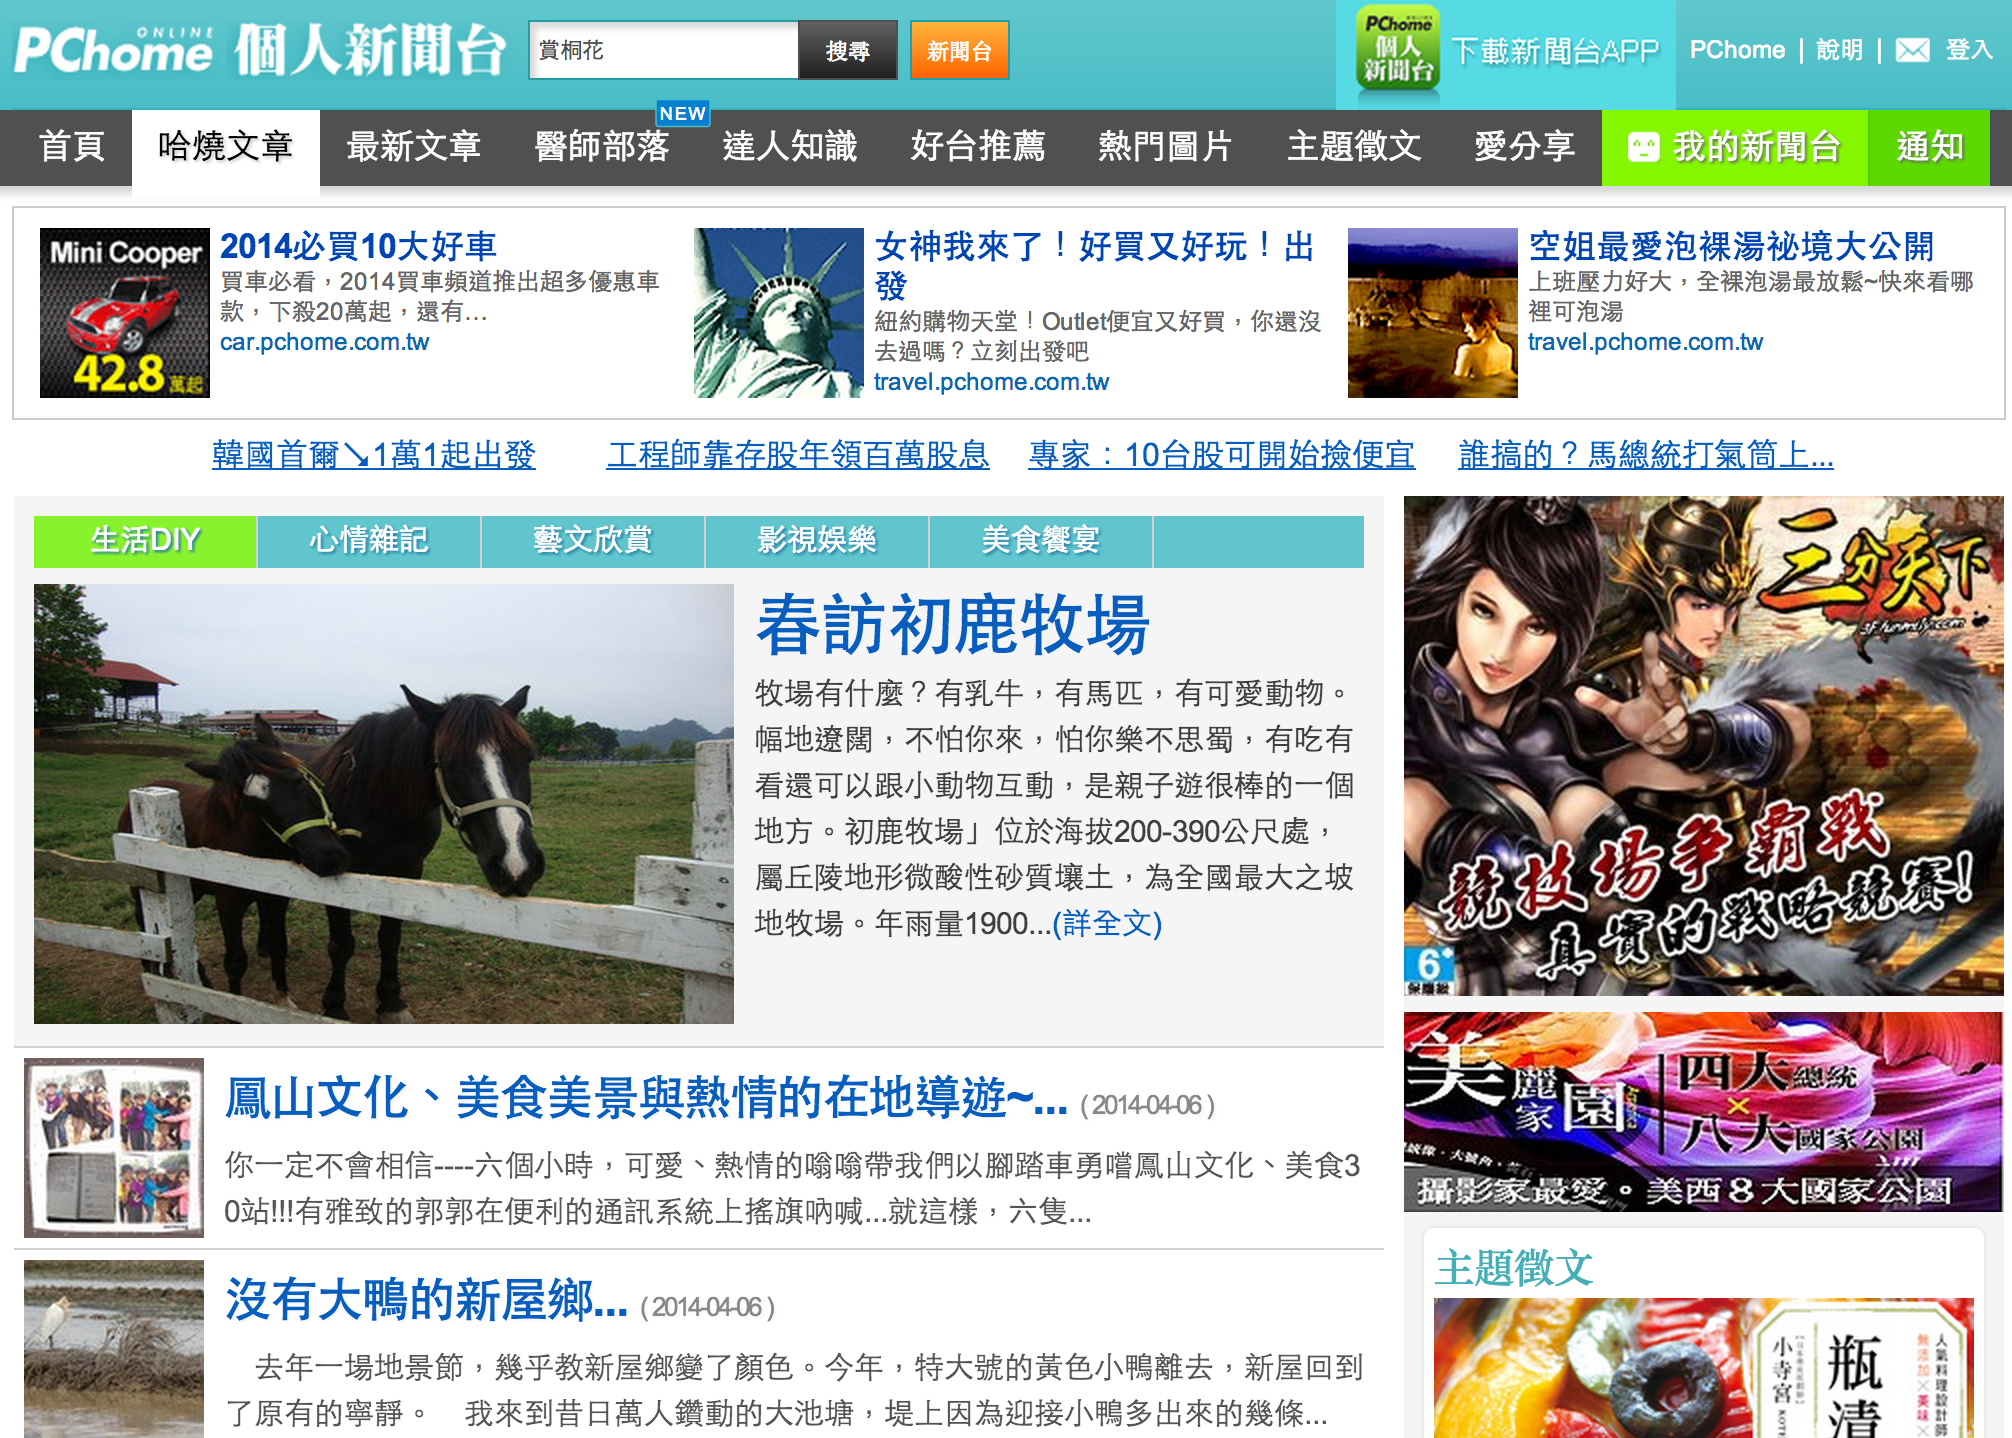 PChome ONLINE 個人新聞台
賞桐花 搜尋 新聞台
PChome 個人 新聞台
下載新聞台APP
PChome | 說明 | 登入
首頁 哈燒文章 最新文章 醫師部落 NEW 達人知識 好台推薦 熱門圖片 主題徵文 愛分享 我的新聞台 通知
Mini Cooper
42.8萬起
2014必買10大好車
買車必看，2014買車頻道推出超多優惠車
款，下殺20萬起，還有...
car.pchome.com.tw
女神我來了！好買又好玩！出
發
紐約購物天堂！Outlet便宜又好買，你還沒
去過嗎？立刻出發吧
travel.pchome.com.tw
空姐最愛泡裸湯祕境大公開
上班壓力好大，全裸泡湯最放鬆~快來看哪
裡可泡湯
travel.pchome.com.tw
韓國首爾↘1萬1起出發 工程師靠存股年領百萬股息 專家：10台股可開始撿便宜 誰搞的？馬總統打氣筒上...
生活DIY 心情雜記 藝文欣賞 影視娛樂 美食饗宴
春訪初鹿牧場
牧場有什麼？有乳牛，有馬匹，有可愛動物。
幅地遼闊，不怕你來，怕你樂不思蜀，有吃有
看還可以跟小動物互動，是親子遊很棒的一個
地方。初鹿牧場」位於海拔200-390公尺處，
屬丘陵地形微酸性砂質壤土，為全國最大之坡
地牧場。年雨量1900...(詳全文)
鳳山文化、美食美景與熱情的在地導遊~... (2014-04-06)
你一定不會相信----六個小時，可愛、熱情的嗡嗡帶我們以腳踏車勇嚐鳳山文化、美食3
0站!!!有雅致的郭郭在便利的通訊系統上搖旗吶喊...就這樣，六隻...
沒有大鴨的新屋鄉... (2014-04-06)
去年一場地景節，幾乎教新屋鄉變了顏色。今年，特大號的黃色小鴨離去，新屋回到
了原有的寧靜。 我來到昔日萬人鑽動的大池塘，堤上因為迎接小鴨多出來的幾條...
三分天下
競技場爭霸戰
真實的戰略競賽!
6+
美麗家園
四大總統
×
八大國家公園
攝影家最愛。美西8大國家公園
主題徵文
瓶清
小寺宮
人氣料理設計師
無添加×美味×